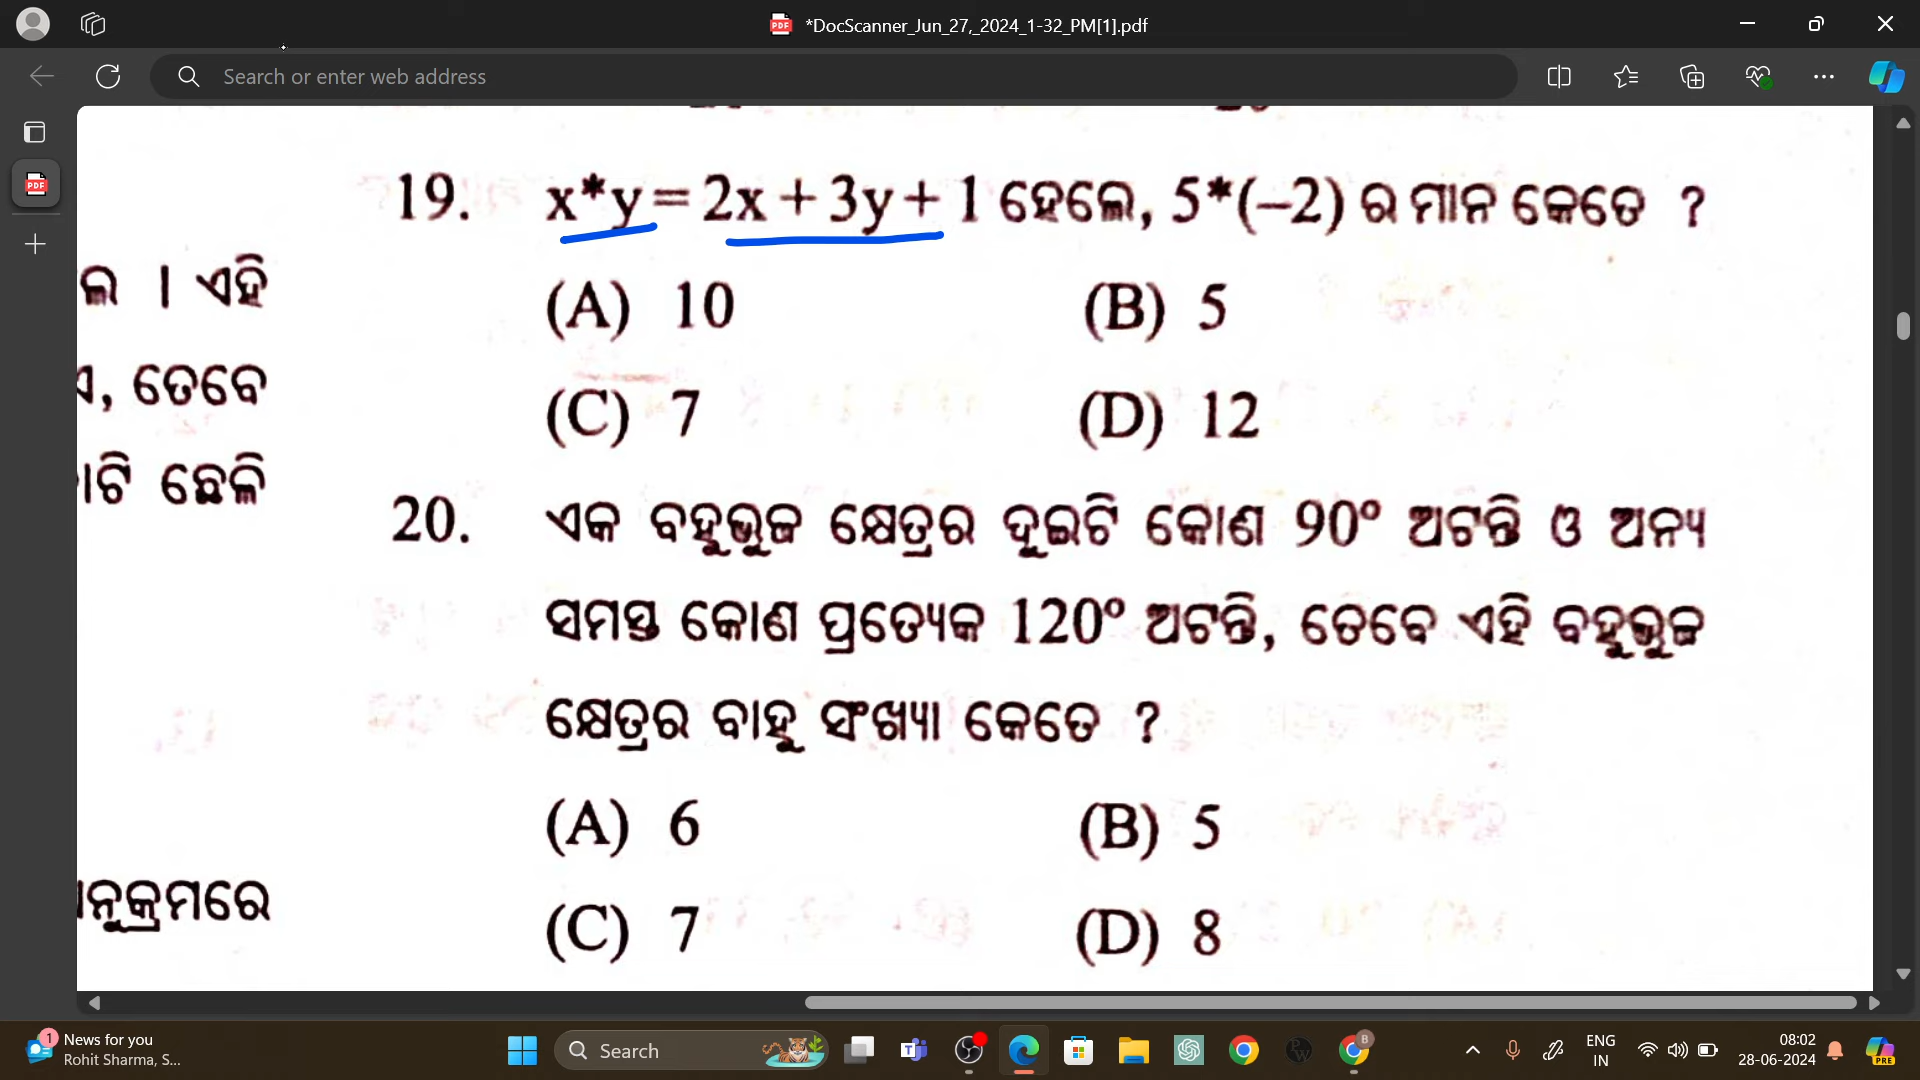 *DocScanner_Jun_27,_2024_1-32_PM[1].pdf
Search or enter web address
19. x*y = 2x + 3y + 1 ହେଲେ, 5*(–2) ର ମାନ କେତେ ?
(A) 10 (B) 5
(C) 7 (D) 12
20. ଏକ ବହୁଭୁଜ କ୍ଷେତ୍ରର ଦୁଇଟି କୋଣ 90° ଅଟନ୍ତି ଓ ଅନ୍ୟ
ସମସ୍ତ କୋଣ ପ୍ରତ୍ୟେକ 120° ଅଟନ୍ତି, ତେବେ ଏହି ବହୁଭୁଜ
କ୍ଷେତ୍ରର ବାହୁ ସଂଖ୍ୟା କେତେ ?
(A) 6 (B) 5
(C) 7 (D) 8
। ଏହି
, ତେବେ
ଛେଳି
News for you
Rohit Sharma, S...
Search
ENG
IN
08:02
28-06-2024